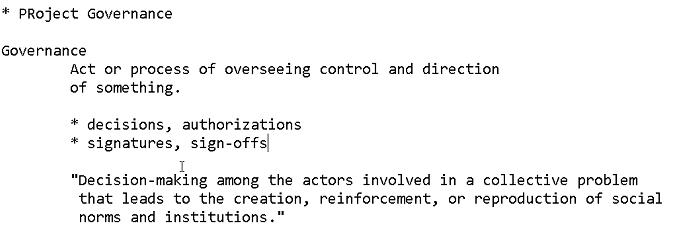 * PRoject Governance
Governance
Act or process of overseeing control and direction
of something.
* decisions, authorizations
* signatures, sign-offs
"Decision-making among the actors involved in a collective problem
that leads to the creation, reinforcement, or reproduction of social
norms and institutions."